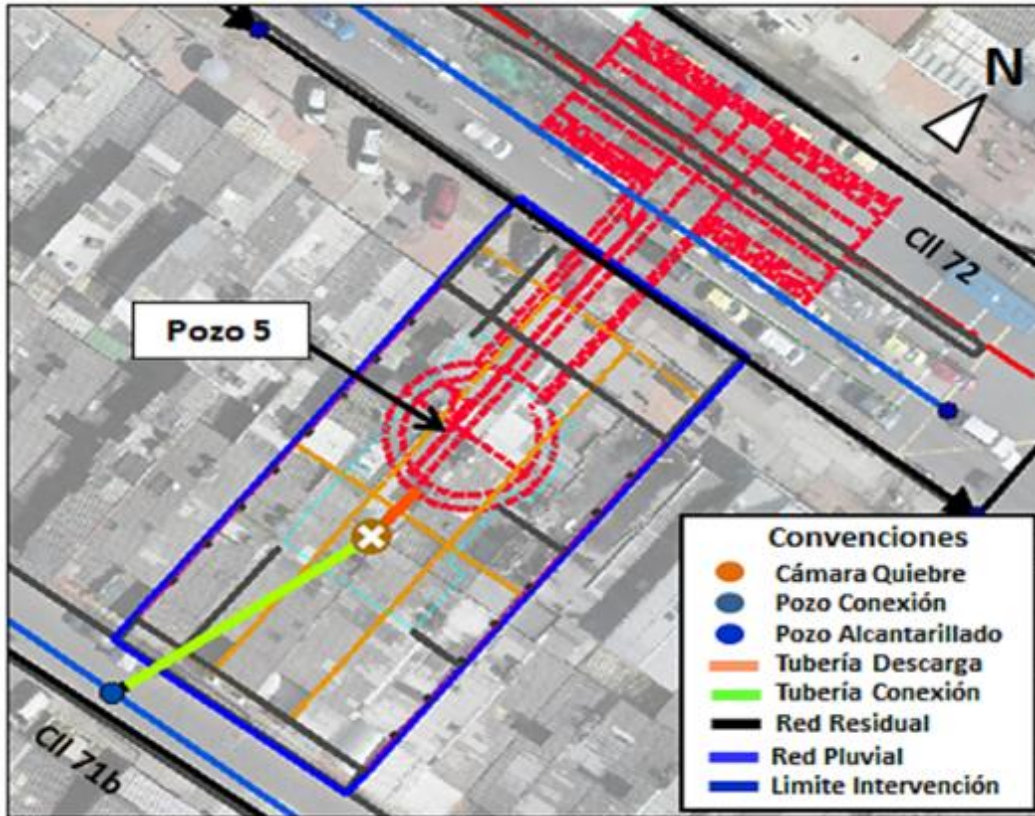 N
Cll 72
Pozo 5
Cll 71b
Convenciones
Cámara Quiebre
Pozo Conexión
Pozo Alcantarillado
Tubería Descarga
Tubería Conexión
Red Residual
Red Pluvial
Limite Intervención